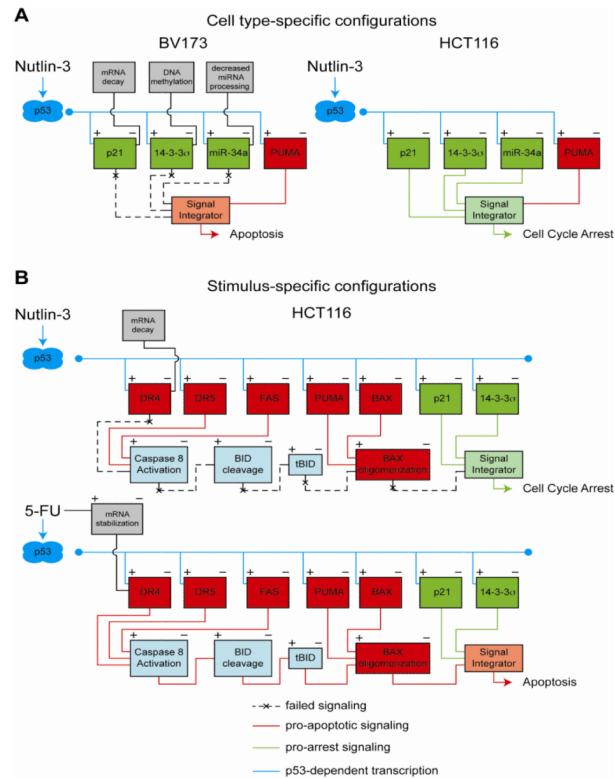 A
Cell type-specific configurations
BV173
HCT116
Nutlin-3
mRNA
decay
DNA
methylation
decreased
miRNA
processing
Nutlin-3
p53
+ − + − + − + −
p21
14-3-3σ
miR-34a
PUMA
Signal
Integrator
Apoptosis
p53
+ − + − + − + −
p21
14-3-3σ
miR-34a
PUMA
Signal
Integrator
Cell Cycle Arrest
B
Stimulus-specific configurations
HCT116
Nutlin-3
mRNA
decay
p53
+ − + − + − + − + − + − + −
DR4
DR5
FAS
PUMA
BAX
p21
14-3-3σ
+ − + − + − + −
Caspase 8
Activation
BID
cleavage
tBID
BAX
oligomerization
Signal
Integrator
Cell Cycle Arrest
5-FU
+ −
mRNA
stabilization
p53
+ − + − + − + − + − + − + −
DR4
DR5
FAS
PUMA
BAX
p21
14-3-3σ
+ − + − + − + −
Caspase 8
Activation
BID
cleavage
tBID
BAX
oligomerization
Signal
Integrator
Apoptosis
failed signaling
pro-apoptotic signaling
pro-arrest signaling
p53-dependent transcription